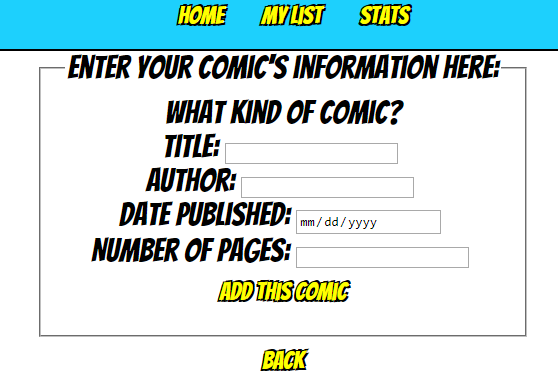 HOME MY LIST STATS
ENTER YOUR COMIC'S INFORMATION HERE:
WHAT KIND OF COMIC?
TITLE:
AUTHOR:
DATE PUBLISHED: mm/dd/yyyy
NUMBER OF PAGES:
ADD THIS COMIC
BACK